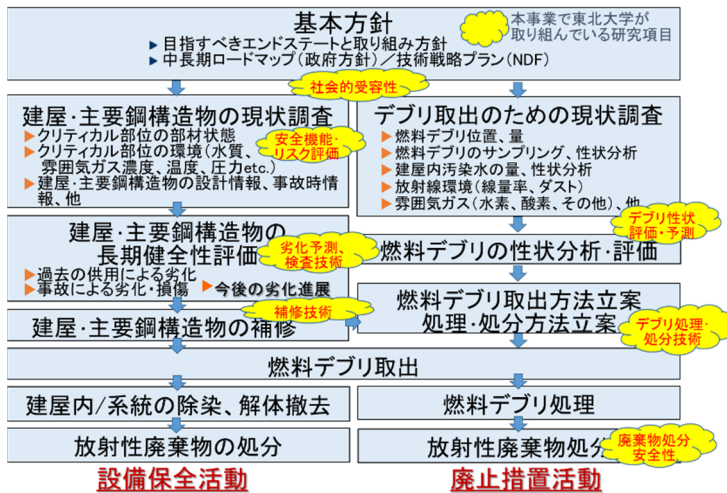 基本方針
▶目指すべきエンドステートと取り組み方針
▶中長期ロードマップ(政府方針)/技術戦略プラン(NDF)
本事業で東北大学が
取り組んでいる研究項目
社会的受容性
建屋・主要鋼構造物の現状調査
▶クリティカル部位の部材状態
▶クリティカル部位の環境(水質、
雰囲気ガス濃度、温度、圧力etc.)
▶建屋・主要鋼構造物の設計情報、事故時情
報、他
安全機能・
リスク評価
建屋・主要鋼構造物の
長期健全性評価
▶過去の供用による劣化
▶事故による劣化・損傷
▶今後の劣化進展
劣化予測、
検査技術
補修技術
建屋・主要鋼構造物の補修
デブリ取出のための現状調査
▶燃料デブリ位置、量
▶燃料デブリのサンプリング、性状分析
▶建屋内汚染水の量、性状分析
▶放射線環境(線量率、ダスト)
▶雰囲気ガス(水素、酸素、その他)、他
デブリ性状
評価・予測
燃料デブリの性状分析・評価
燃料デブリ取出方法立案
処理・処分方法立案
デブリ処理・
処分技術
燃料デブリ取出
建屋内/系統の除染、解体撤去
燃料デブリ処理
放射性廃棄物の処分
放射性廃棄物処分
廃棄物処分
安全性
設備保全活動
廃止措置活動